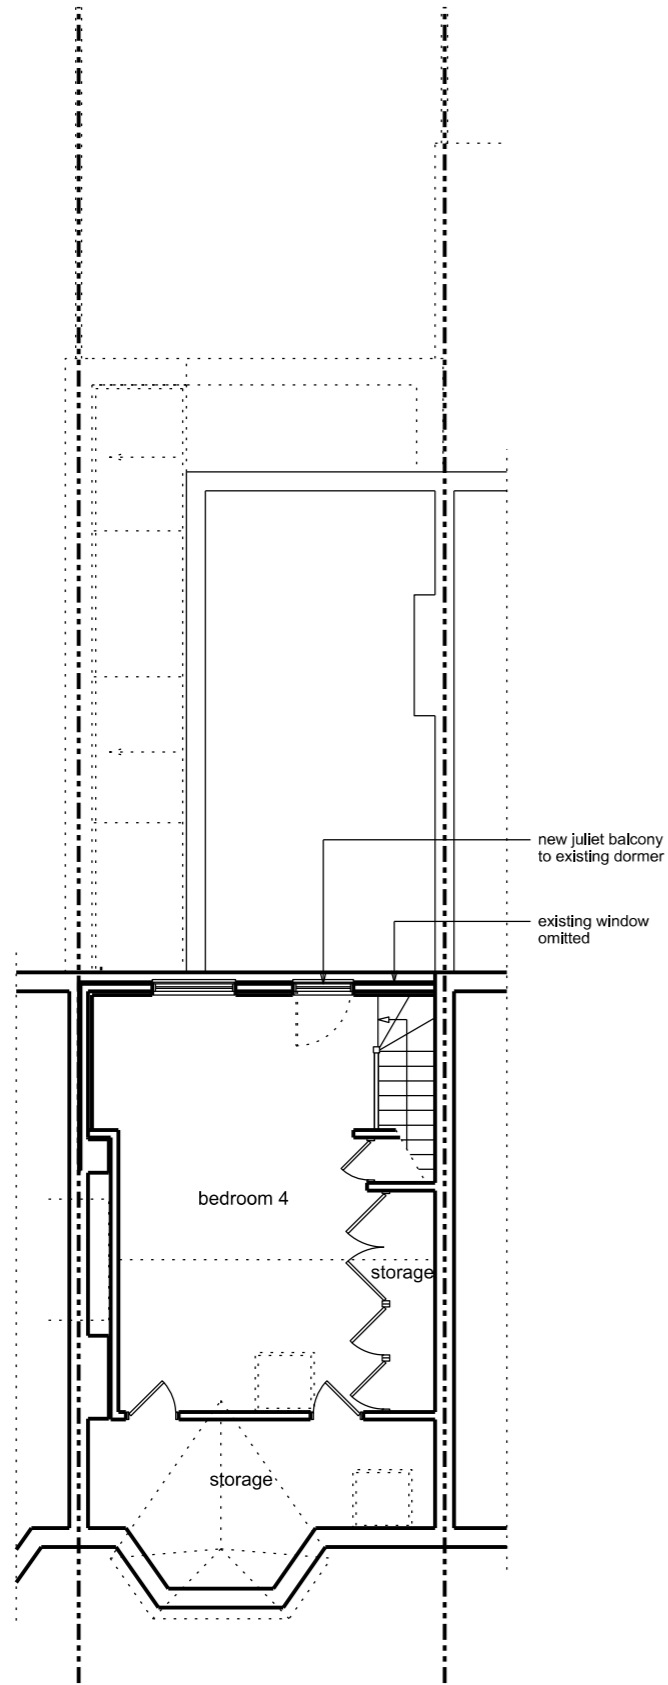 new juliet balcony
to existing dormer
existing window
omitted
bedroom 4
storage
storage